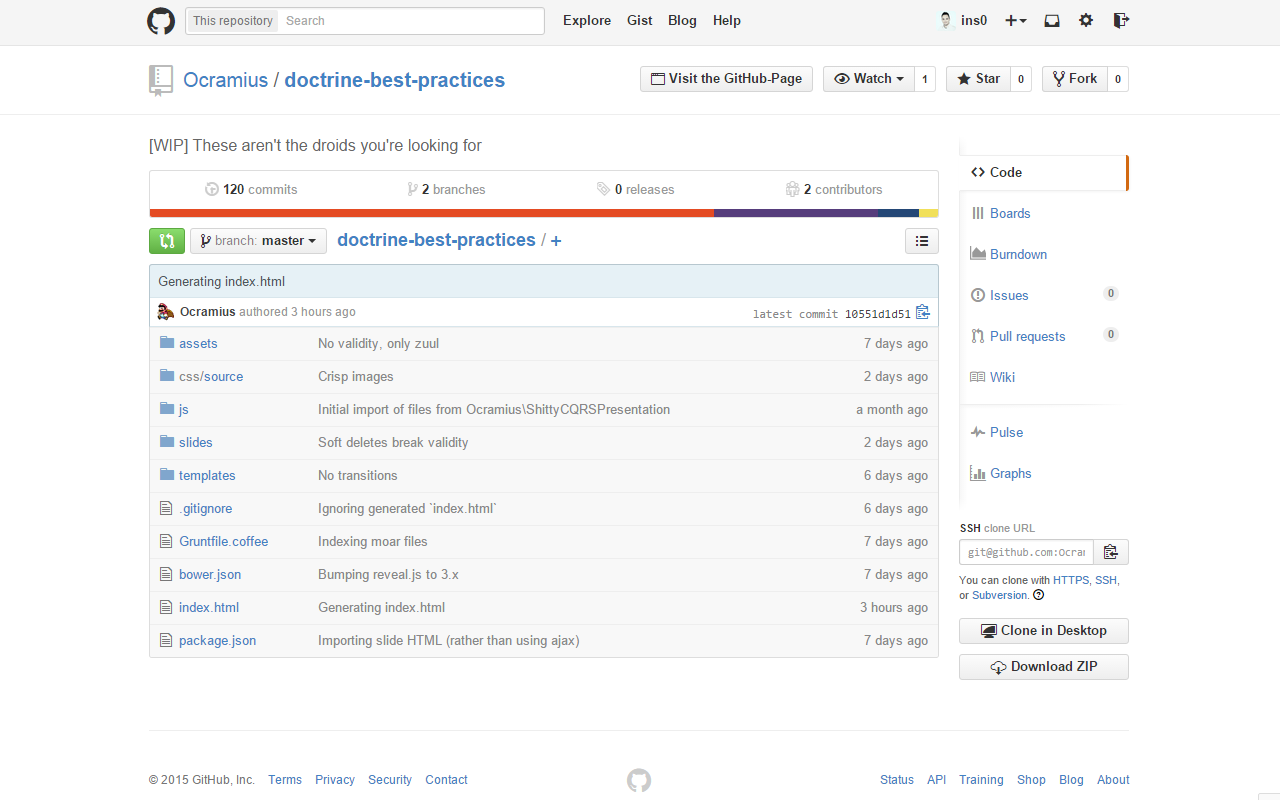 This repository Search Explore Gist Blog Help ins0
Ocramius / doctrine-best-practices Visit the GitHub-Page Watch 1 Star 0 Fork 0
[WIP] These aren't the droids you're looking for
120 commits 2 branches 0 releases 2 contributors
branch: master doctrine-best-practices / +
Generating index.html
Ocramius authored 3 hours ago latest commit 10551d1d51
assets No validity, only zuul 7 days ago
css/source Crisp images 2 days ago
js Initial import of files from Ocramius\ShittyCQRSPresentation a month ago
slides Soft deletes break validity 2 days ago
templates No transitions 6 days ago
.gitignore Ignoring generated `index.html` 6 days ago
Gruntfile.coffee Indexing moar files 7 days ago
bower.json Bumping reveal.js to 3.x 7 days ago
index.html Generating index.html 3 hours ago
package.json Importing slide HTML (rather than using ajax) 7 days ago
Code
Boards
Burndown
Issues 0
Pull requests 0
Wiki
Pulse
Graphs
SSH clone URL
git@github.com:Ocran
You can clone with HTTPS, SSH,
or Subversion.
Clone in Desktop
Download ZIP
© 2015 GitHub, Inc. Terms Privacy Security Contact Status API Training Shop Blog About